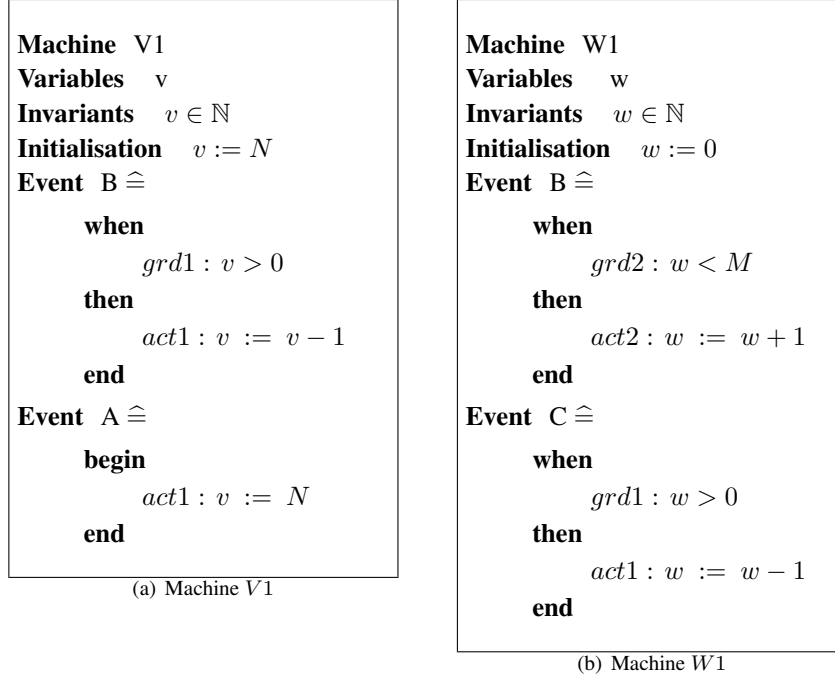 Machine V1
Variables v
Invariants v ∈ ℕ
Initialisation v := N
Event B ≙
when
grd1 : v > 0
then
act1 : v := v − 1
end
Event A ≙
begin
act1 : v := N
end
(a) Machine V1
Machine W1
Variables w
Invariants w ∈ ℕ
Initialisation w := 0
Event B ≙
when
grd2 : w < M
then
act2 : w := w + 1
end
Event C ≙
when
grd1 : w > 0
then
act1 : w := w − 1
end
(b) Machine W1